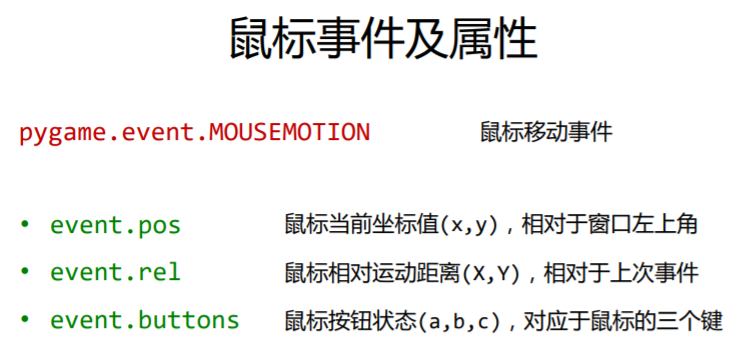 鼠标事件及属性
pygame.event.MOUSEMOTION 鼠标移动事件
• event.pos 鼠标当前坐标值(x,y)，相对于窗口左上角
• event.rel 鼠标相对运动距离(X,Y)，相对于上次事件
• event.buttons 鼠标按钮状态(a,b,c)，对应于鼠标的三个键